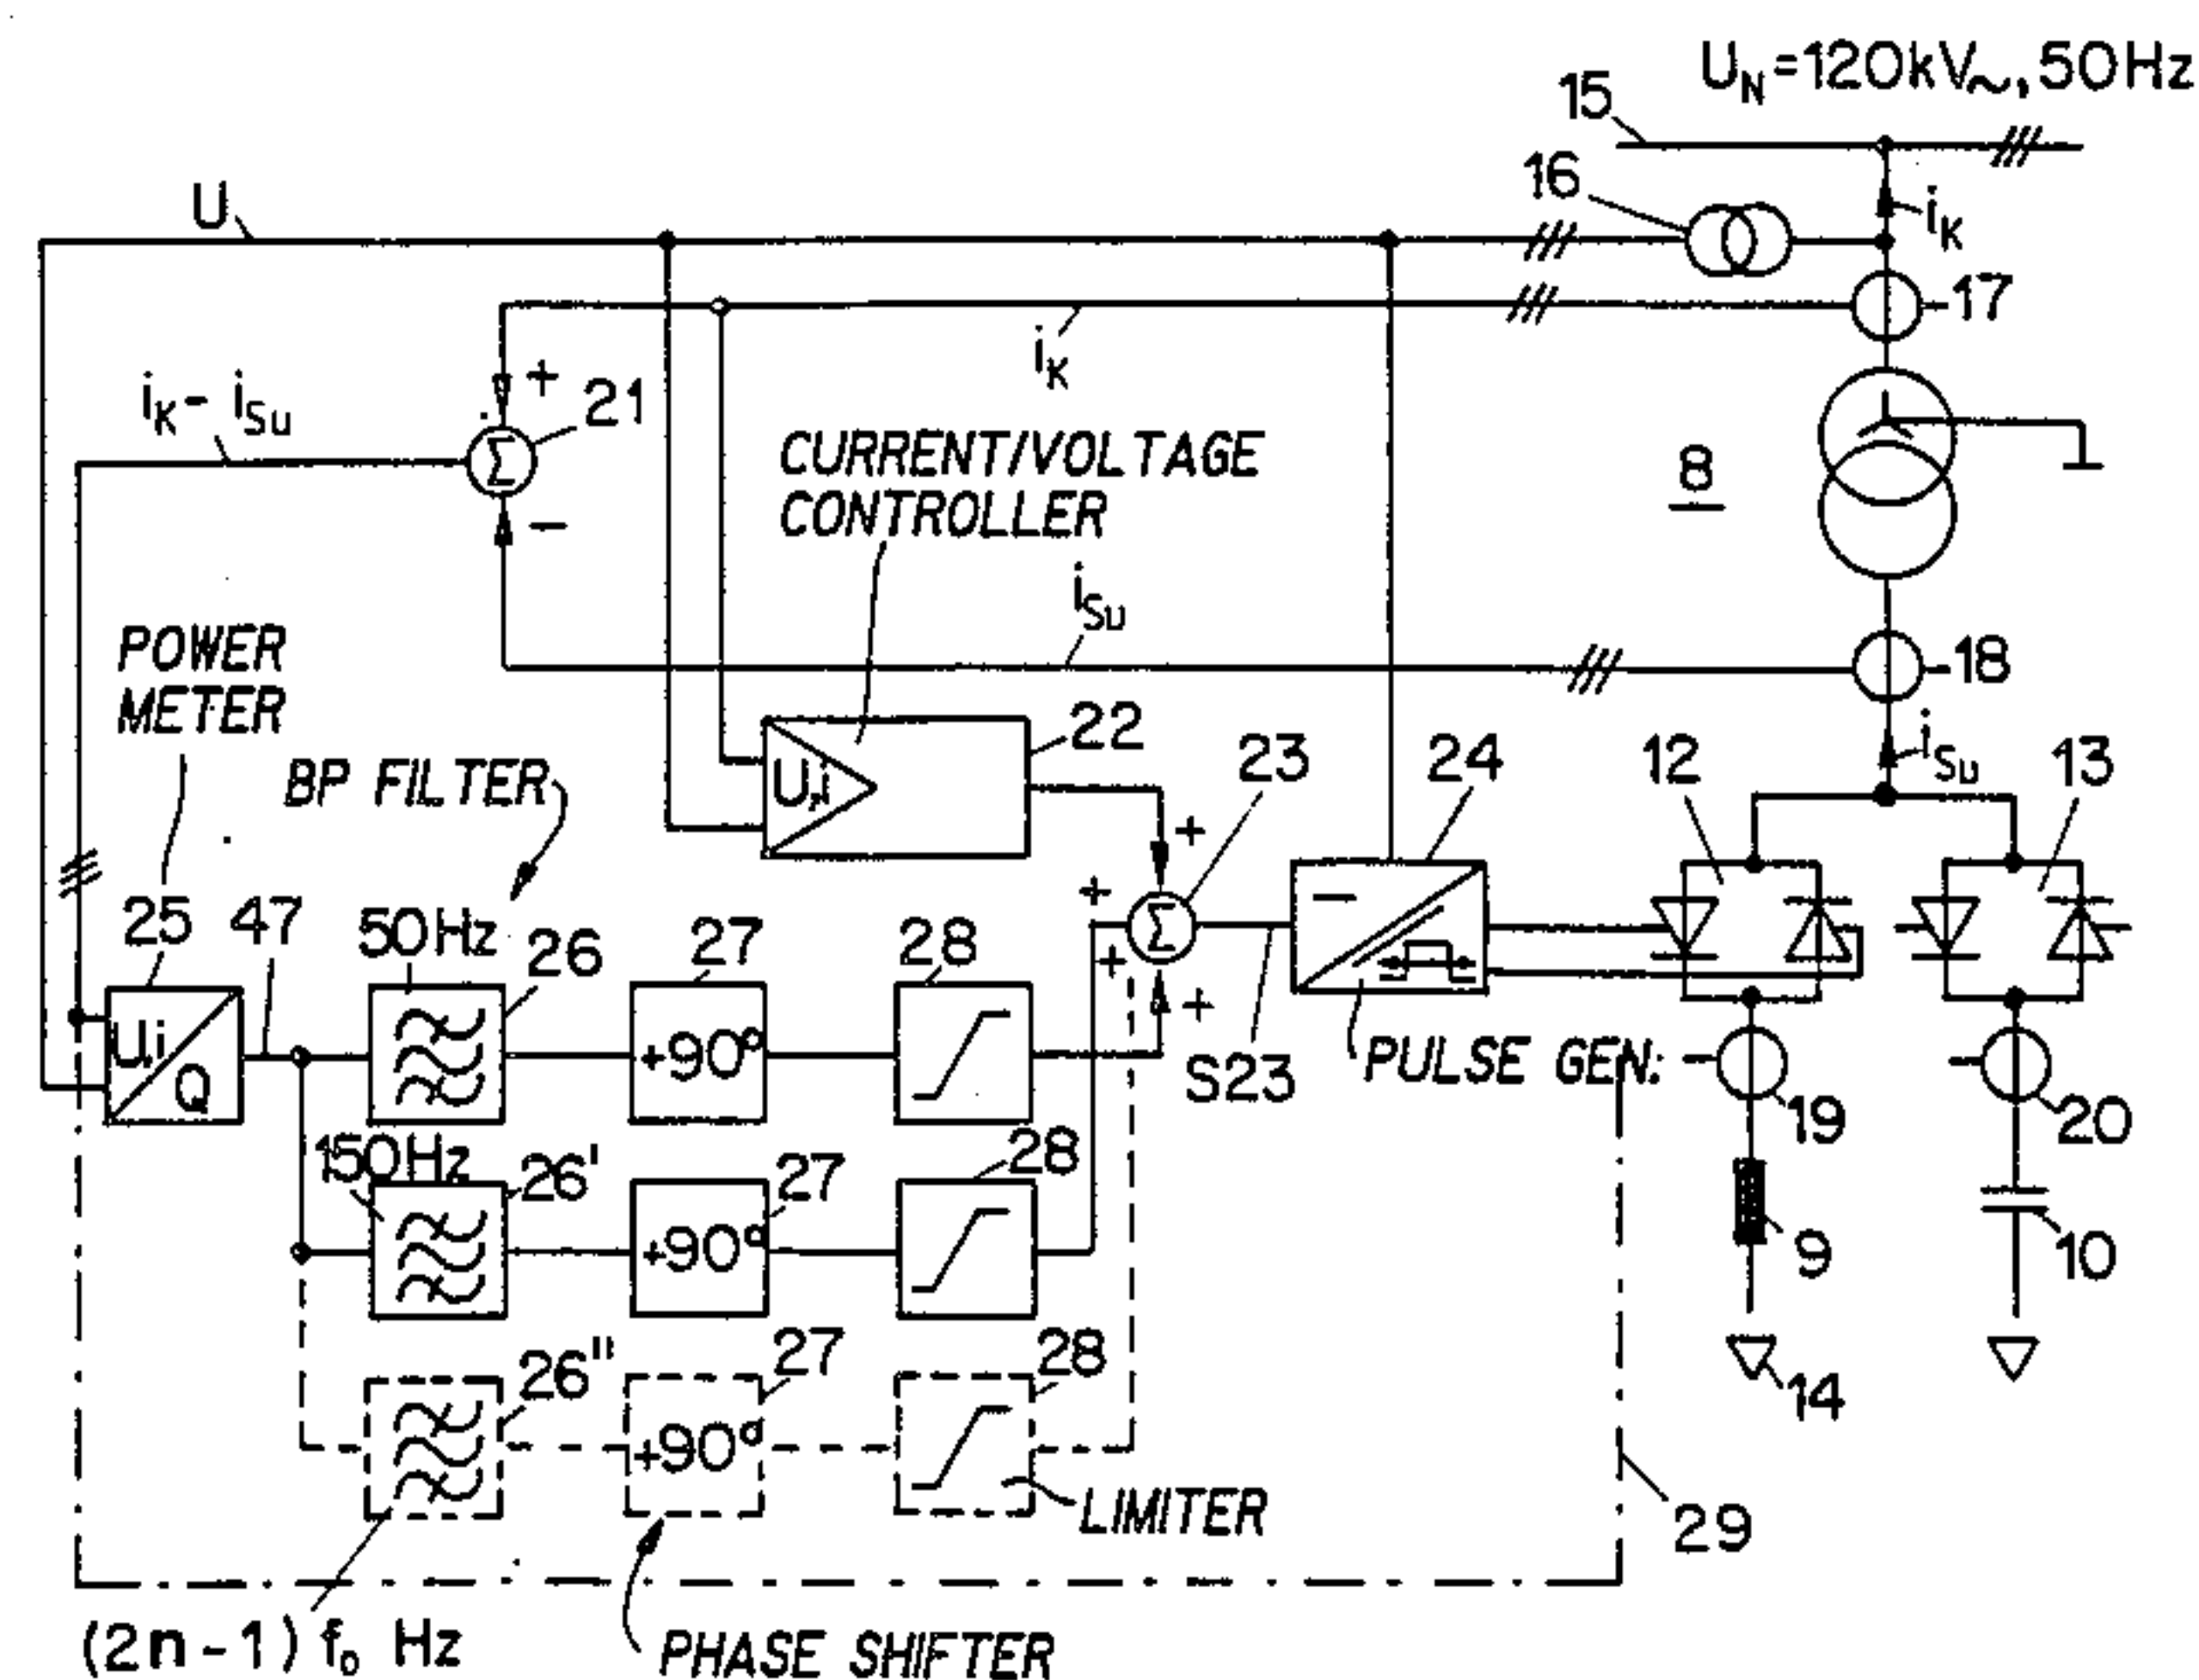 U_N=120kV~, 50Hz
15
16
U
i_K
17
i_K
+
21
i_K - i_Su
CURRENT/VOLTAGE
CONTROLLER
8
Σ
−
i_Su
POWER
METER
18
22
23
24
12
i_Su
13
BP FILTER
U,i
+
+
25
47
50Hz
26
27
28
Σ
−
+
+
U,i
Q
+90°
S23
PULSE GEN.
19
20
150Hz
26'
27
28
+90°
9
10
26"
27
28
14
+90°
LIMITER
29
(2n-1) f₀ Hz
PHASE SHIFTER